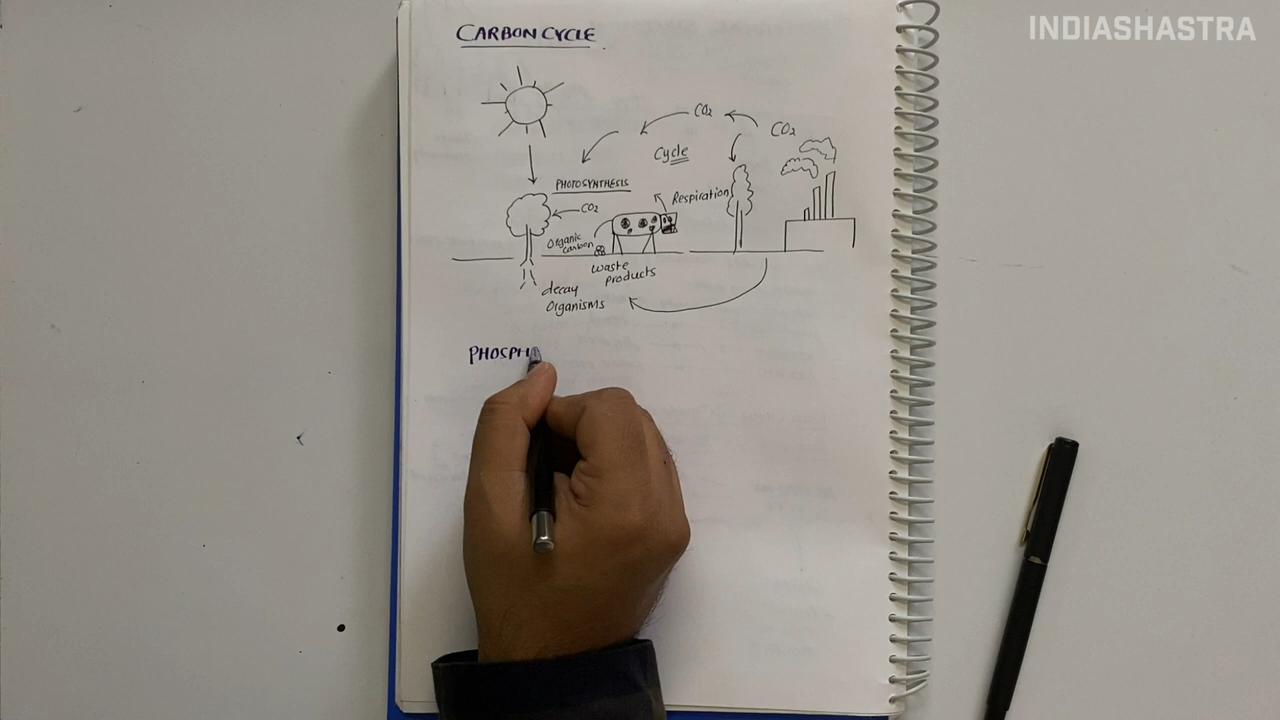 INDIASHASTRA
CARBON CYCLE
CO₂
CO₂
Cycle
PHOTOSYNTHESIS
Respiration
CO₂
Organic
carbon
waste
products
decay
Organisms
PHOSPH